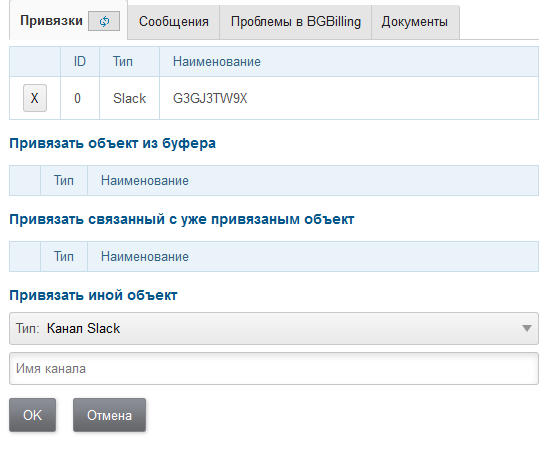 Привязки Сообщения Проблемы в BGBilling Документы
ID Тип Наименование
X 0 Slack G3GJ3TW9X
Привязать объект из буфера
Тип Наименование
Привязать связанный с уже привязаным объект
Тип Наименование
Привязать иной объект
Тип: Канал Slack
Имя канала
OK Отмена